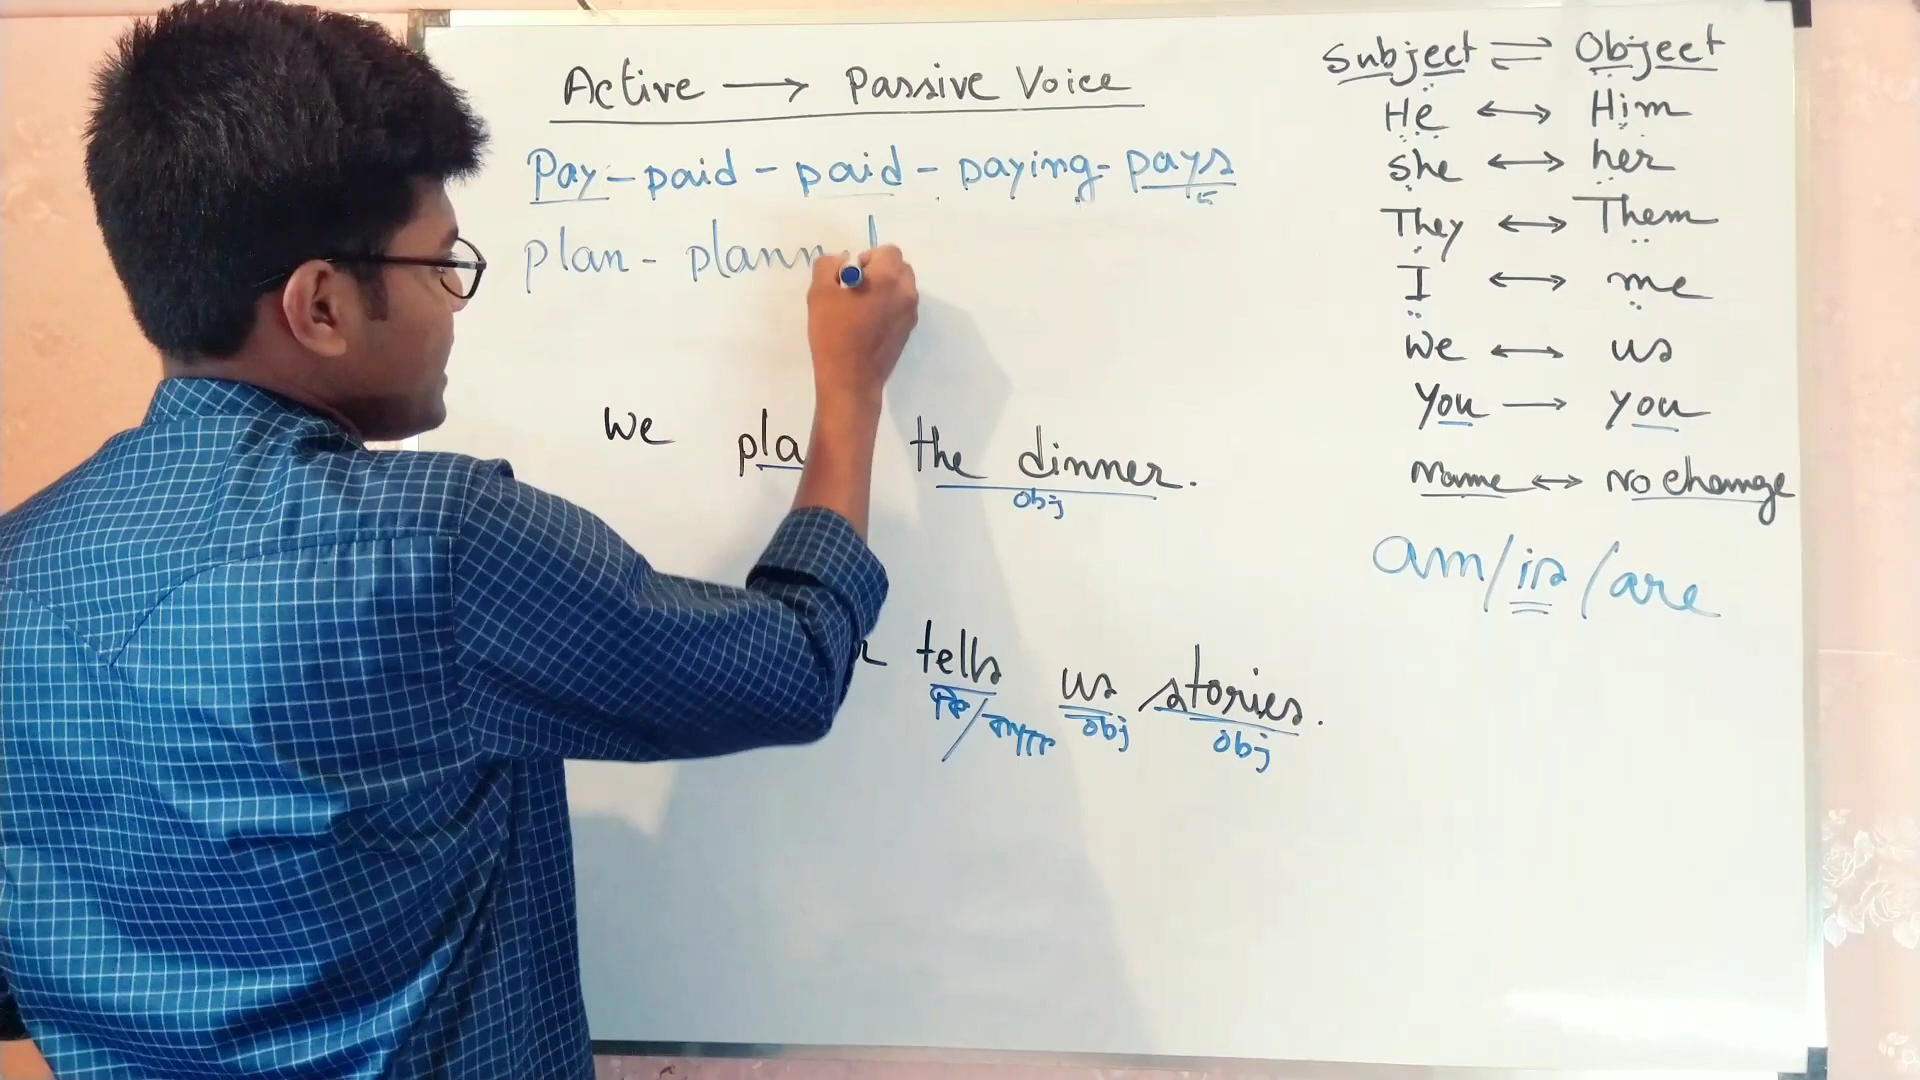 Active → Passive Voice
Pay - paid - paid - paying - pays
plan - planned
We the dinner.
obj
tells us stories.
কি/কাকে obj obj
Subject ⇌ Object
He ↔ Him
she ↔ her
They ↔ Them
I ↔ me
We ↔ us
You → you
Name ↔ No change
am/is/are